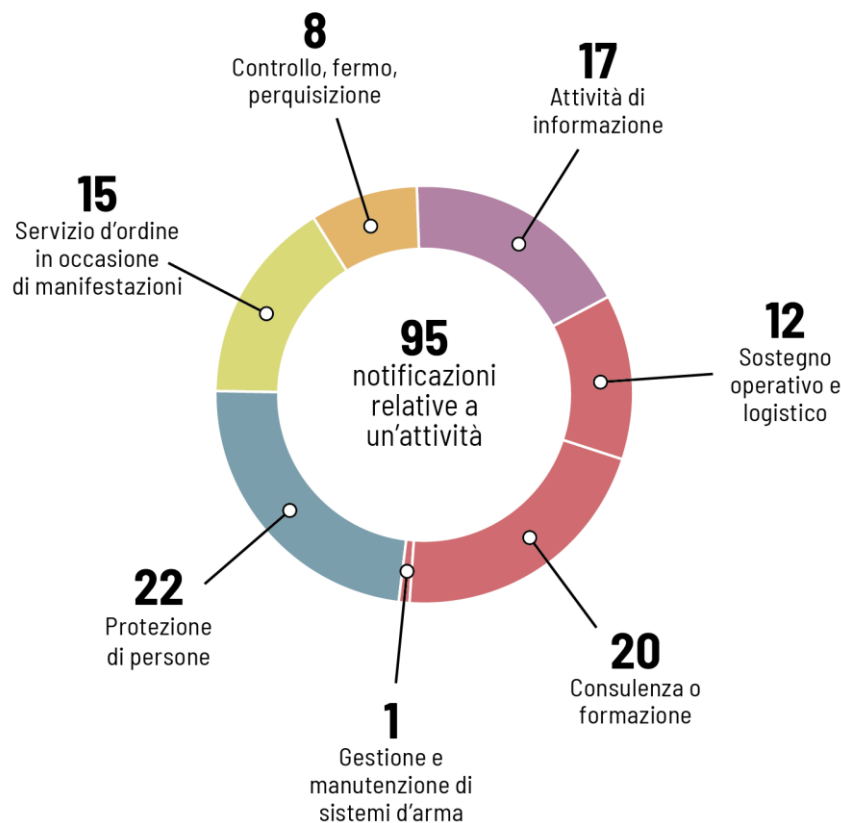 8
Controllo, fermo,
perquisizione
17
Attività di
informazione
15
Servizio d'ordine
in occasione
di manifestazioni
12
Sostegno
operativo e
logistico
95
notificazioni
relative a
un'attività
22
Protezione
di persone
20
Consulenza o
formazione
1
Gestione e
manutenzione di
sistemi d'arma